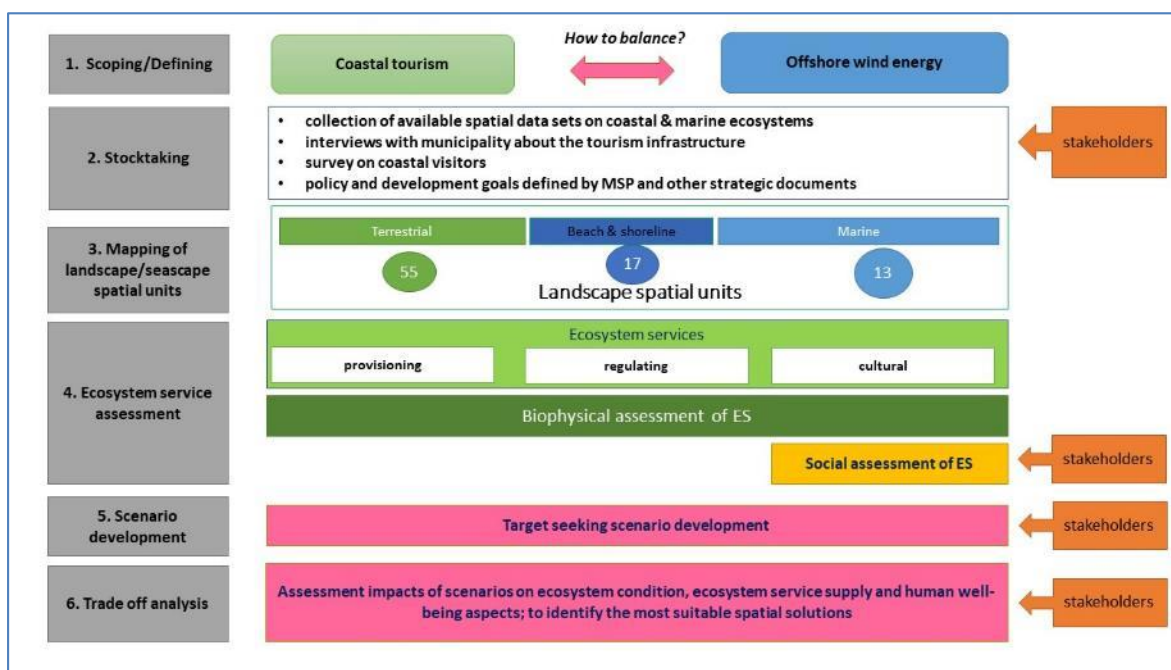 How to balance?
1. Scoping/Defining
Coastal tourism
Offshore wind energy
2. Stocktaking
• collection of available spatial data sets on coastal & marine ecosystems
• interviews with municipality about the tourism infrastructure
• survey on coastal visitors
• policy and development goals defined by MSP and other strategic documents
stakeholders
3. Mapping of
landscape/seascape
spatial units
Terrestrial
Beach & shoreline
Marine
55
17
13
Landscape spatial units
4. Ecosystem service
assessment
Ecosystem services
provisioning
regulating
cultural
Biophysical assessment of ES
Social assessment of ES
stakeholders
5. Scenario
development
Target seeking scenario development
stakeholders
6. Trade off analysis
Assessment impacts of scenarios on ecosystem condition, ecosystem service supply and human well-
being aspects; to identify the most suitable spatial solutions
stakeholders